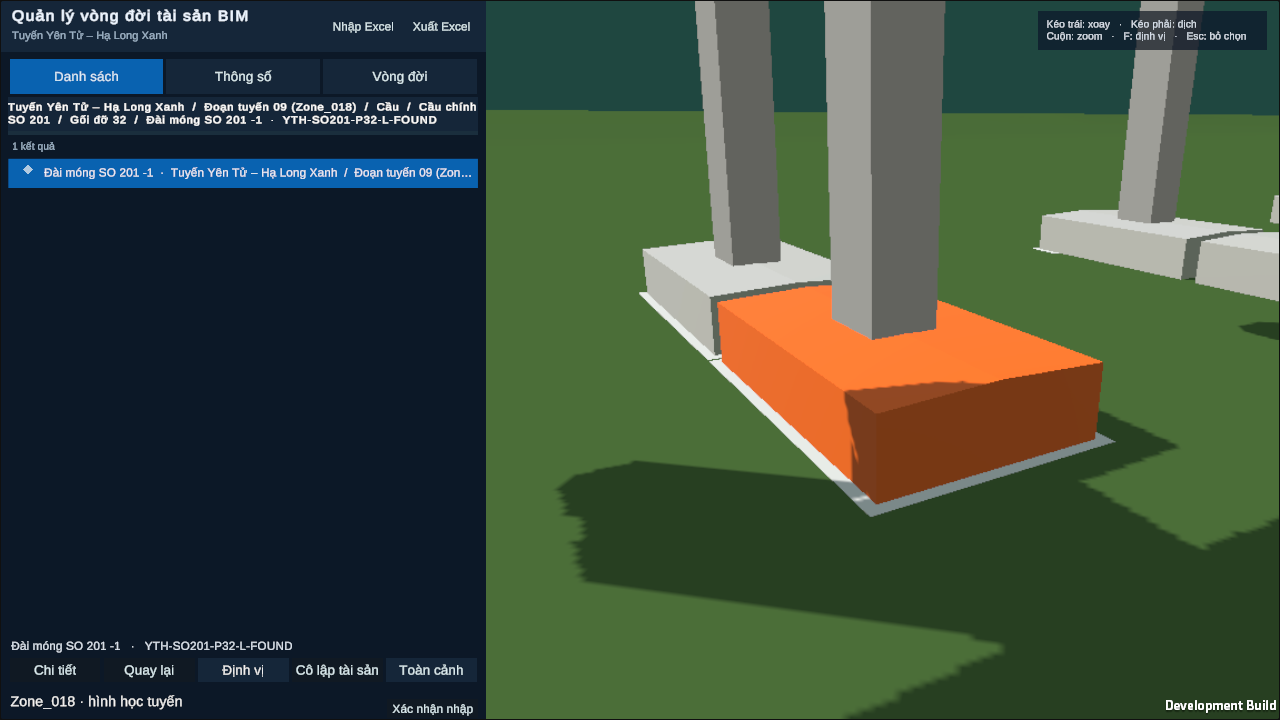 Quản lý vòng đời tài sản BIM
Tuyến Yên Tử – Hạ Long Xanh
Nhập Excel
Xuất Excel
Danh sách
Thông số
Vòng đời
Tuyến Yên Tử – Hạ Long Xanh / Đoạn tuyến 09 (Zone_018) / Cầu / Cầu chính
SO 201 / Gối đỡ 32 / Đài móng SO 201 -1 · YTH-SO201-P32-L-FOUND
1 kết quả
Đài móng SO 201 -1 · Tuyến Yên Tử – Hạ Long Xanh / Đoạn tuyến 09 (Zon...
Đài móng SO 201 -1 · YTH-SO201-P32-L-FOUND
Chi tiết
Quay lại
Định vị
Cô lập tài sản
Toàn cảnh
Zone_018 · hình học tuyến
Xác nhận nhập
Kéo trái: xoay · Kéo phải: dịch
Cuộn: zoom · F: định vị · Esc: bỏ chọn
Development Build